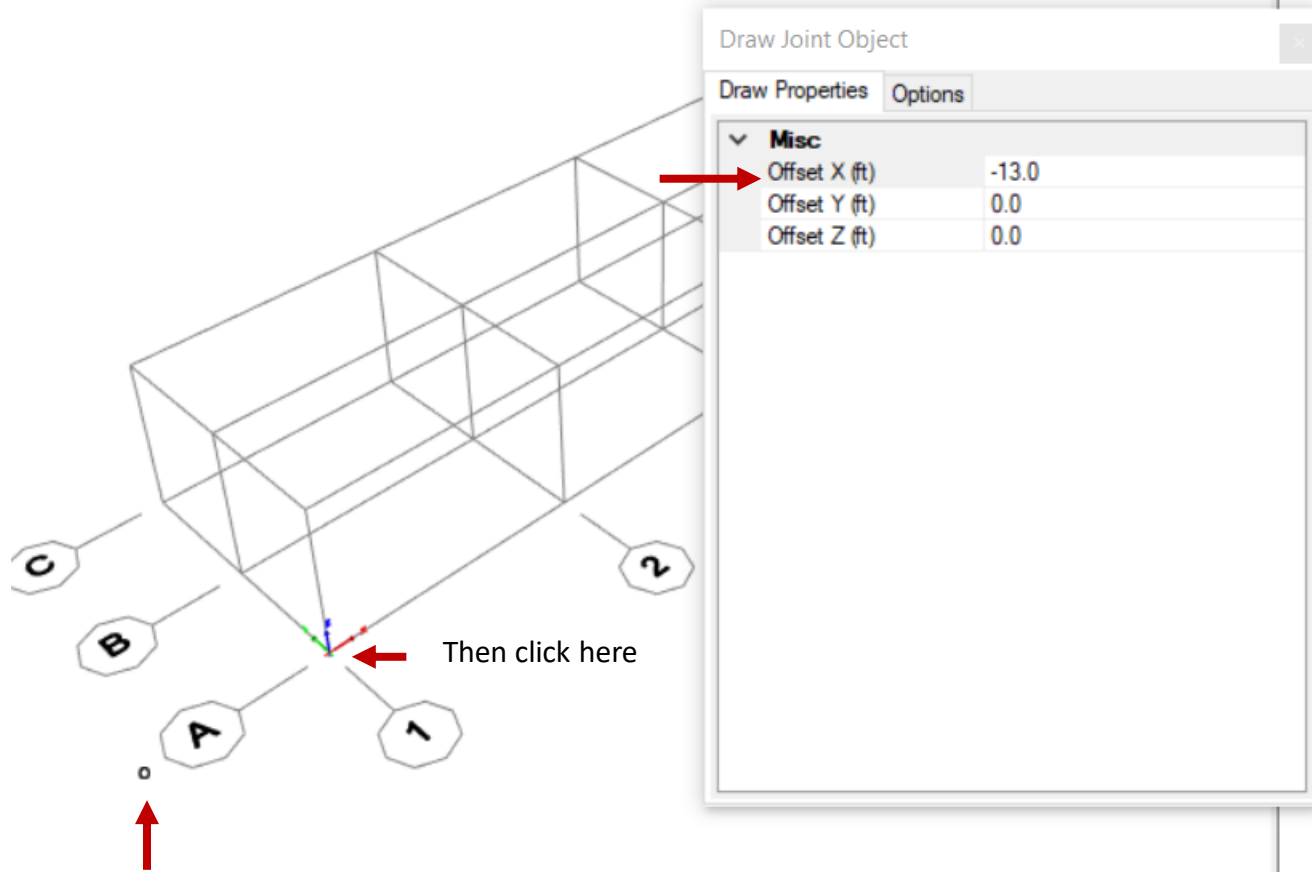 Draw Joint Object
Draw Properties
Options
Misc
Offset X (ft) -13.0
Offset Y (ft) 0.0
Offset Z (ft) 0.0
C
2
B
Then click here
A
1